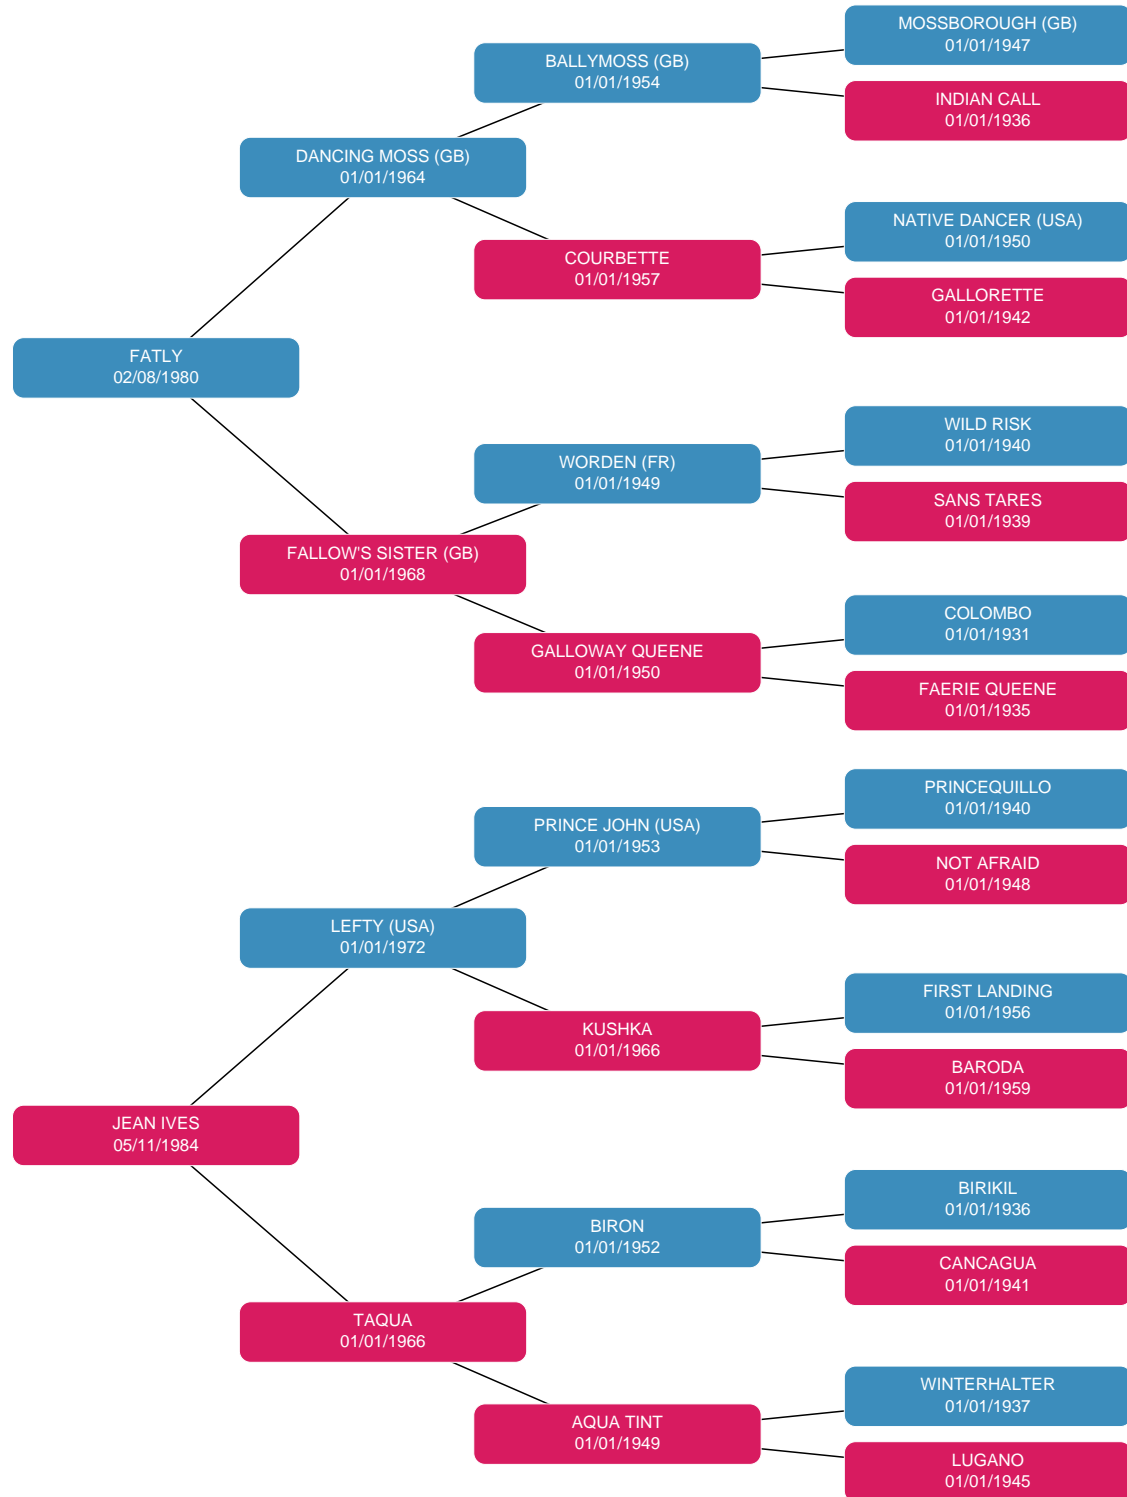 MOSSBOROUGH (GB)
01/01/1947
BALLYMOSS (GB)
01/01/1954
INDIAN CALL
01/01/1936
DANCING MOSS (GB)
01/01/1964
NATIVE DANCER (USA)
01/01/1950
COURBETTE
01/01/1957
GALLORETTE
01/01/1942
FATLY
02/08/1980
WILD RISK
01/01/1940
WORDEN (FR)
01/01/1949
SANS TARES
01/01/1939
FALLOW'S SISTER (GB)
01/01/1968
COLOMBO
01/01/1931
GALLOWAY QUEENE
01/01/1950
FAERIE QUEENE
01/01/1935
PRINCEQUILLO
01/01/1940
PRINCE JOHN (USA)
01/01/1953
NOT AFRAID
01/01/1948
LEFTY (USA)
01/01/1972
FIRST LANDING
01/01/1956
KUSHKA
01/01/1966
BARODA
01/01/1959
JEAN IVES
05/11/1984
BIRIKIL
01/01/1936
BIRON
01/01/1952
CANCAGUA
01/01/1941
TAQUA
01/01/1966
WINTERHALTER
01/01/1937
AQUA TINT
01/01/1949
LUGANO
01/01/1945